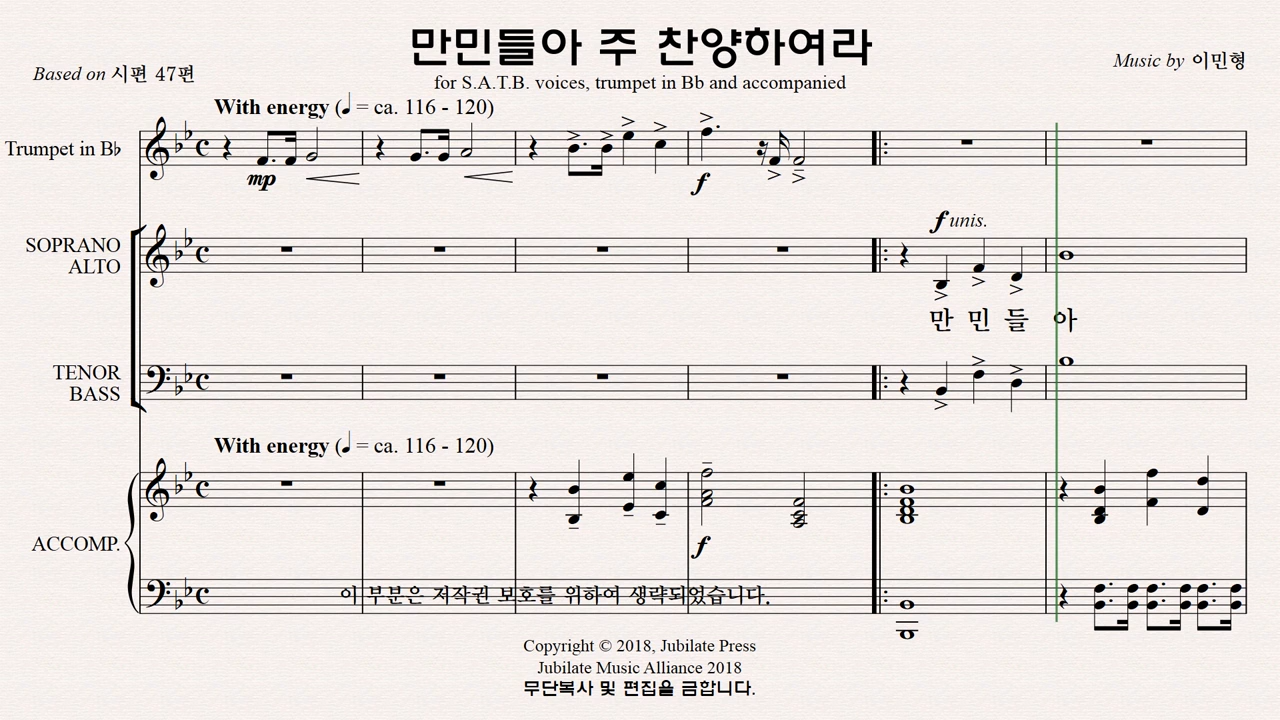 만민들아 주 찬양하여라
Based on 시편 47편
Music by 이민형
for S.A.T.B. voices, trumpet in Bb and accompanied
With energy (♩ = ca. 116 - 120)
Trumpet in B♭
mp
f
f unis.
SOPRANO
ALTO
만 민 들 아
TENOR
BASS
With energy (♩ = ca. 116 - 120)
f
ACCOMP.
이 부분은 저작권 보호를 위하여 생략되었습니다.
Copyright © 2018, Jubilate Press
Jubilate Music Alliance 2018
무단복사 및 편집을 금합니다.